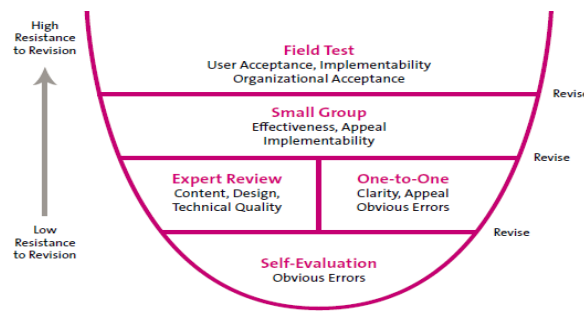 High
Resistance
to Revision
Field Test
User Acceptance, Implementability
Organizational Acceptance
Revise
Small Group
Effectiveness, Appeal
Implementability
Revise
Expert Review
Content, Design,
Technical Quality
One-to-One
Clarity, Appeal
Obvious Errors
Revise
Low
Resistance
to Revision
Self-Evaluation
Obvious Errors